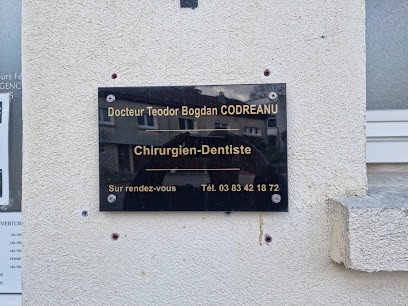 Docteur Teodor Bogdan CODREANU
Chirurgien-Dentiste
Sur rendez-vous Tél. 03 83 42 18 72